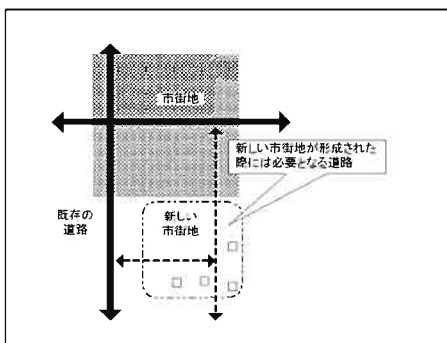 市街地
新しい市街地が形成された
際には必要となる道路
既存の
道路
新しい
市街地